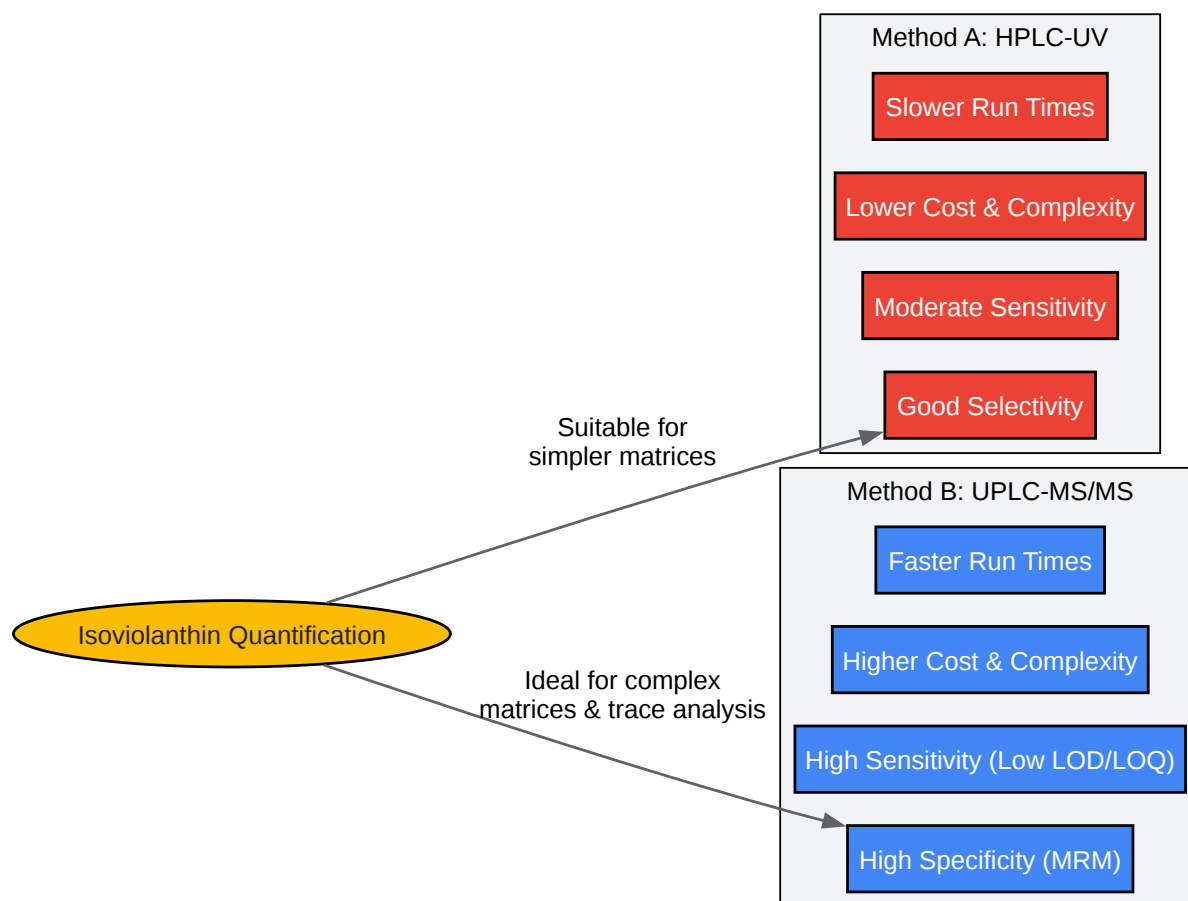 Method A: HPLC-UV
Slower Run Times
Lower Cost & Complexity
Moderate Sensitivity
Good Selectivity
Suitable for
simpler matrices
Isoviolanthin Quantification
Ideal for complex
matrices & trace analysis
Method B: UPLC-MS/MS
Faster Run Times
Higher Cost & Complexity
High Sensitivity (Low LOD/LOQ)
High Specificity (MRM)